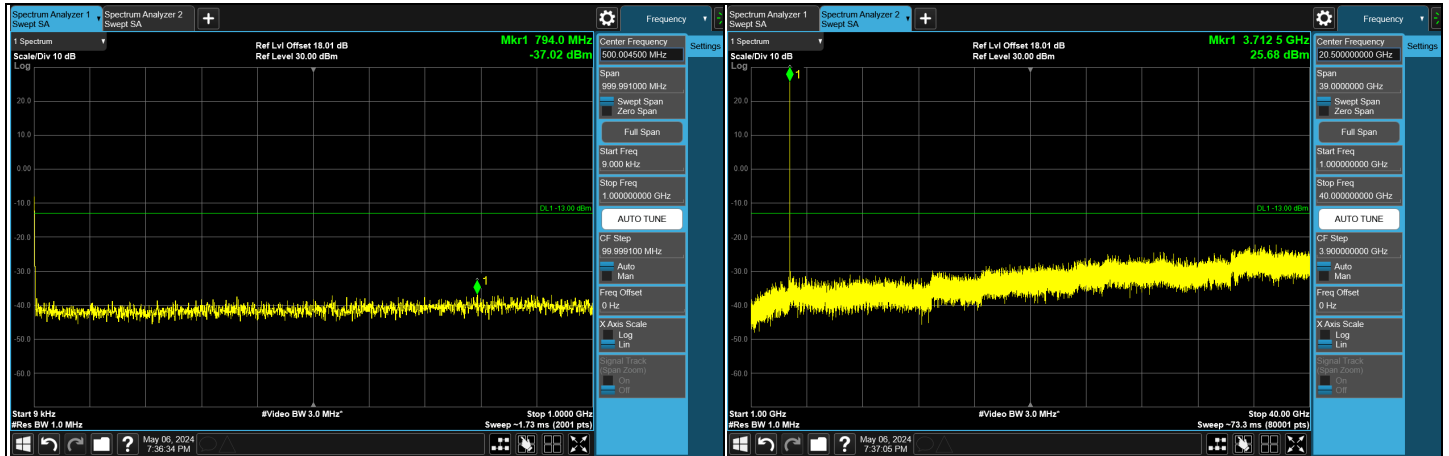 Spectrum Analyzer 1
Swept SA
Spectrum Analyzer 2
Swept SA
+
Frequency
1 Spectrum
Scale/Div 10 dB
Log
Ref Lvl Offset 18.01 dB
Ref Level 30.00 dBm
Mkr1 794.0 MHz
-37.02 dBm
20.0
10.0
0.00
-10.0
-20.0
-30.0
-40.0
-50.0
-60.0
DL1 -13.00 dBm
1
Start 9 kHz
#Res BW 1.0 MHz
#Video BW 3.0 MHz*
Stop 1.0000 GHz
Sweep ~1.73 ms (2001 pts)
Center Frequency
500.004500 MHz
Settings
Span
999.991000 MHz
Swept Span
Zero Span
Full Span
Start Freq
9.000 kHz
Stop Freq
1.000000000 GHz
AUTO TUNE
CF Step
99.999100 MHz
Auto
Man
Freq Offset
0 Hz
X Axis Scale
Log
Lin
Signal Track
(Span Zoom)
On
Off
?
May 06, 2024
7:36:34 PM
Spectrum Analyzer 1
Swept SA
Spectrum Analyzer 2
Swept SA
+
Frequency
1 Spectrum
Scale/Div 10 dB
Log
Ref Lvl Offset 18.01 dB
Ref Level 30.00 dBm
Mkr1 3.712 5 GHz
25.68 dBm
20.0
10.0
0.00
-10.0
-20.0
-30.0
-40.0
-50.0
-60.0
DL1 -13.00 dBm
1
Start 1.00 GHz
#Res BW 1.0 MHz
#Video BW 3.0 MHz*
Stop 40.00 GHz
Sweep ~73.3 ms (80001 pts)
Center Frequency
20.500000000 GHz
Settings
Span
39.0000000 GHz
Swept Span
Zero Span
Full Span
Start Freq
1.000000000 GHz
Stop Freq
40.000000000 GHz
AUTO TUNE
CF Step
3.900000000 GHz
Auto
Man
Freq Offset
0 Hz
X Axis Scale
Log
Lin
Signal Track
(Span Zoom)
On
Off
?
May 06, 2024
7:37:05 PM